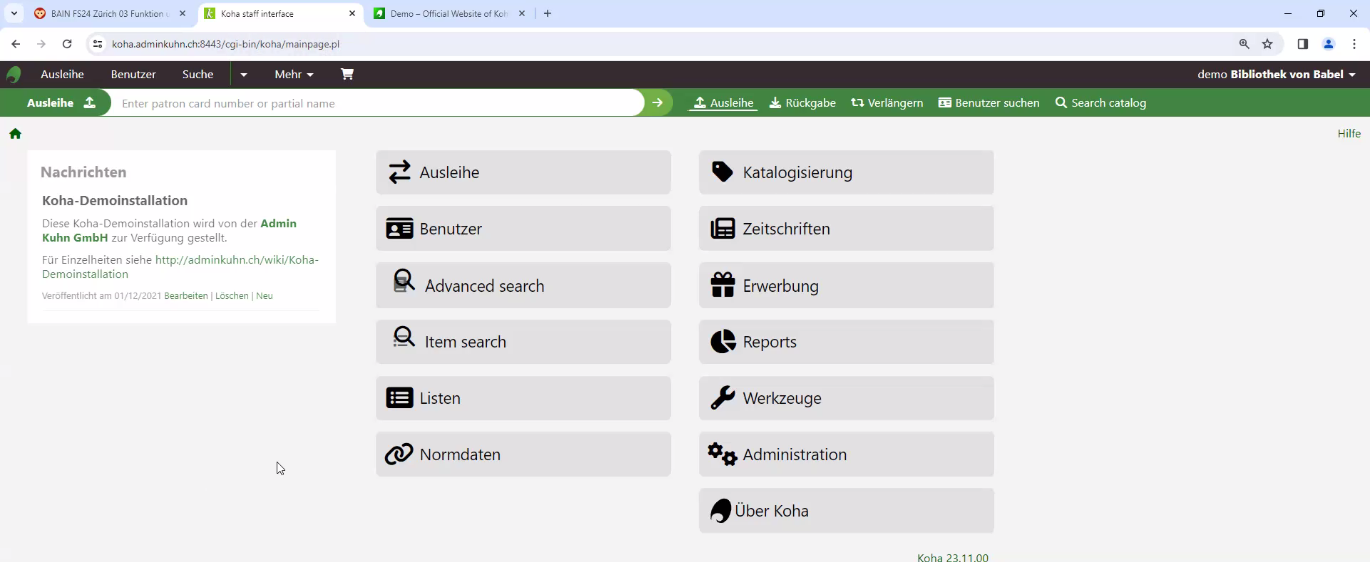 BAIN FS24 Zürich 03 Funktion u
Koha staff interface
Demo – Official Website of Koh
koha.adminkuhn.ch:8443/cgi-bin/koha/mainpage.pl
Ausleihe Benutzer Suche Mehr demo Bibliothek von Babel
Ausleihe Enter patron card number or partial name Ausleihe Rückgabe Verlängern Benutzer suchen Search catalog
Hilfe
Nachrichten
Koha-Demoinstallation
Diese Koha-Demoinstallation wird von der Admin
Kuhn GmbH zur Verfügung gestellt.
Für Einzelheiten siehe http://adminkuhn.ch/wiki/Koha-
Demoinstallation
Veröffentlicht am 01/12/2021 Bearbeiten | Löschen | Neu
Ausleihe
Benutzer
Advanced search
Item search
Listen
Normdaten
Katalogisierung
Zeitschriften
Erwerbung
Reports
Werkzeuge
Administration
Über Koha
Koha 23.11.00